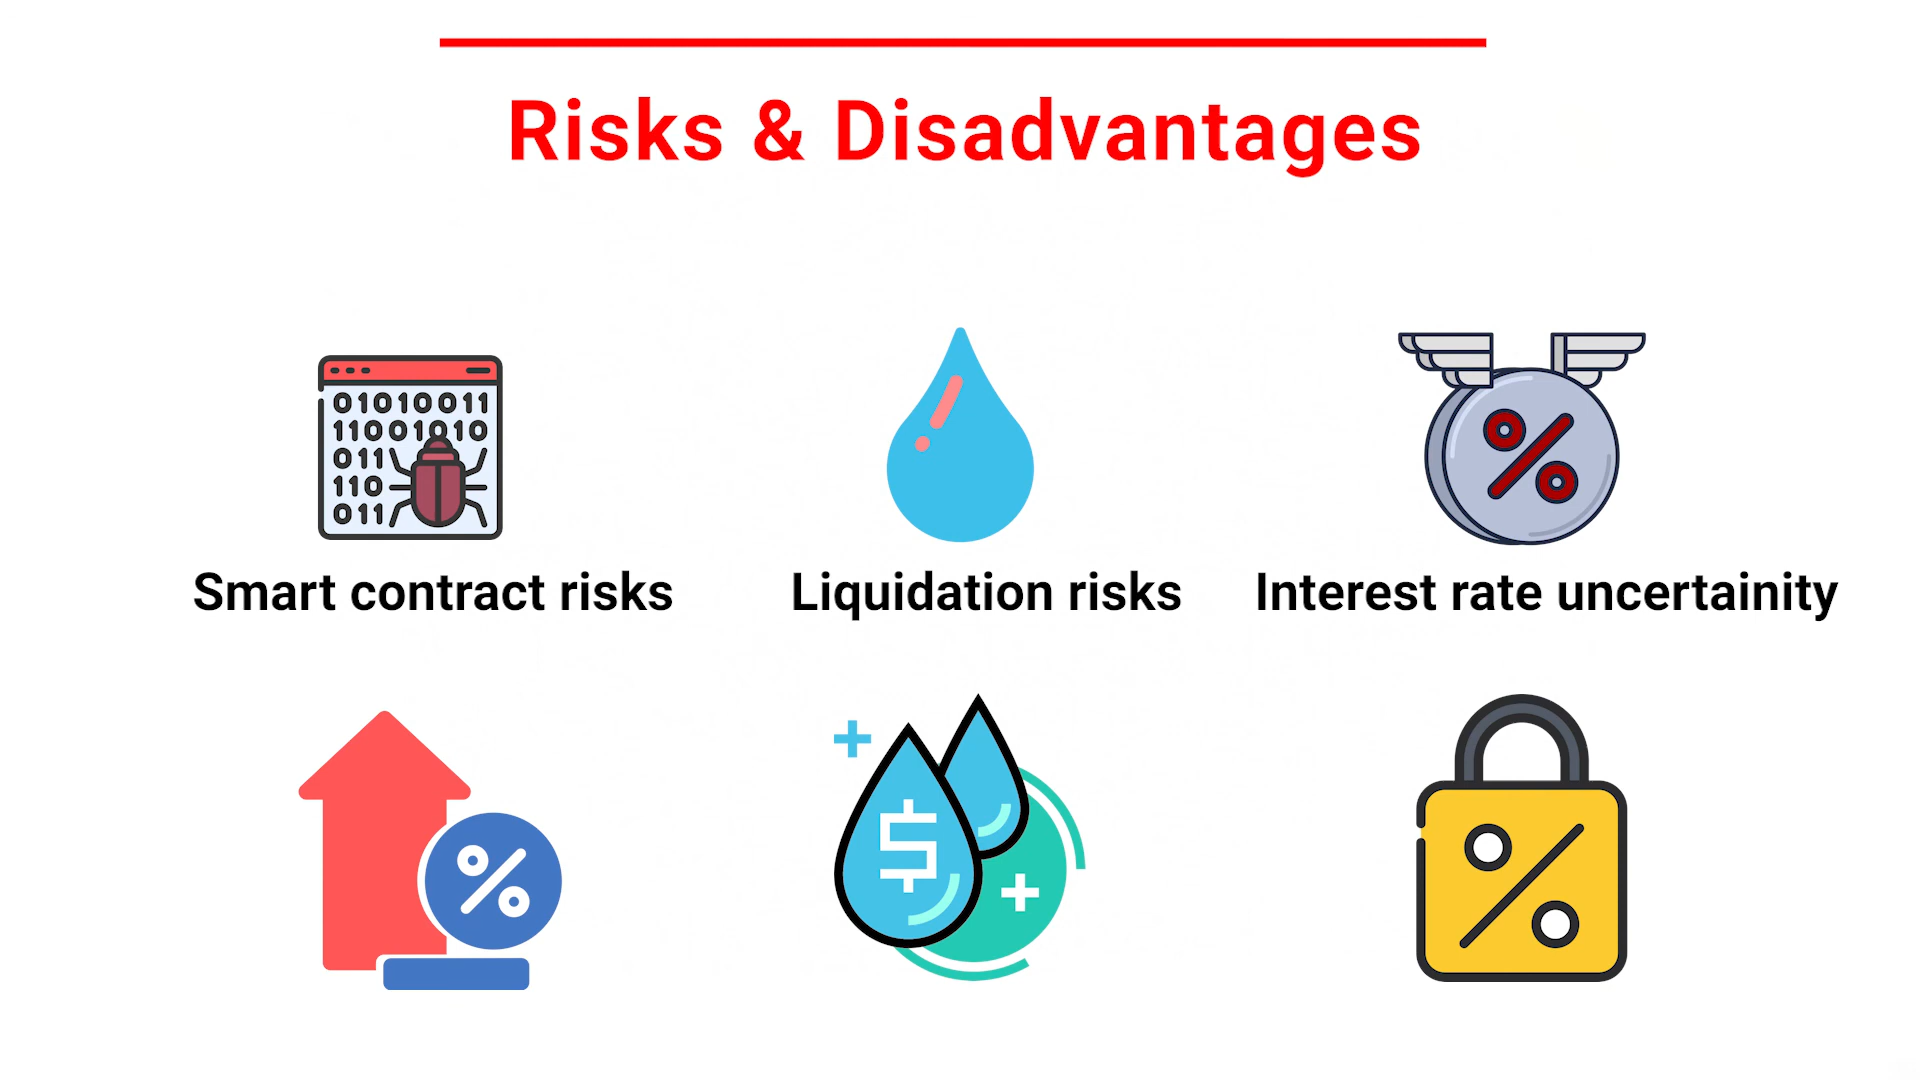 Risks & Disadvantages
01010011
11001010
011
110
011
Smart contract risks
Liquidation risks
Interest rate uncertainity
%
%
$
%